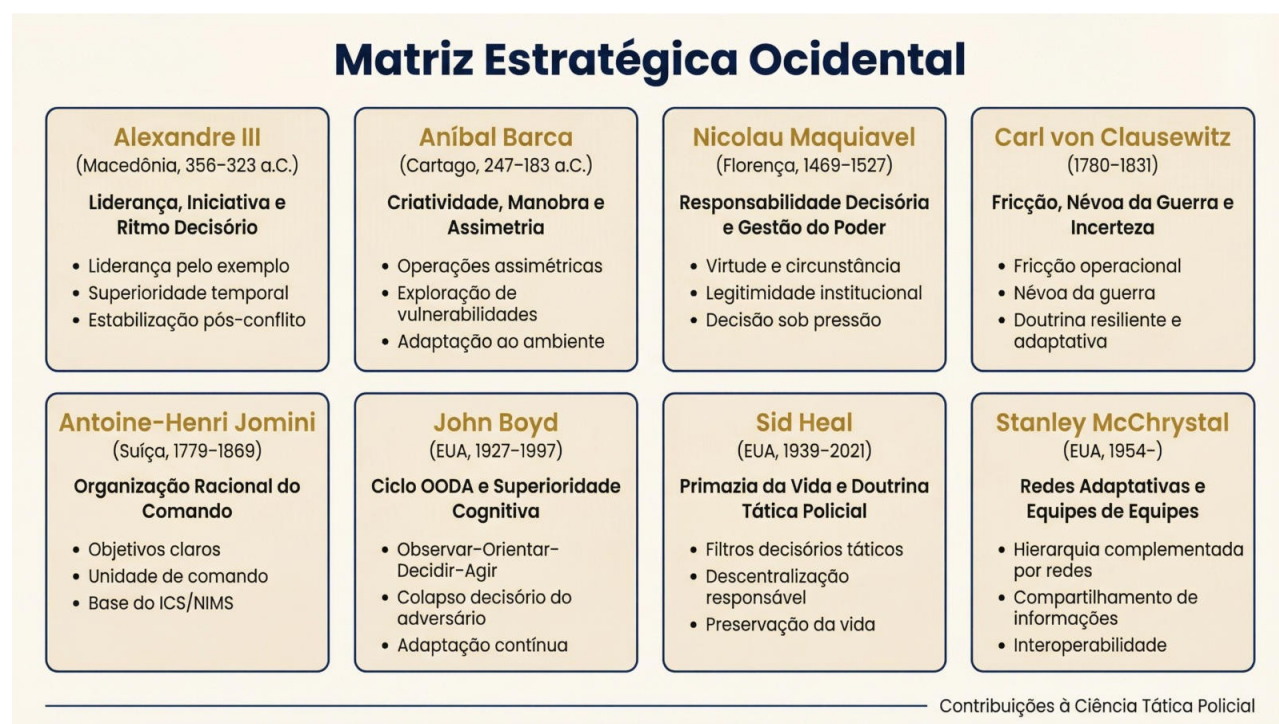 Matriz Estratégica Ocidental
Alexandre III
(Macedônia, 356–323 a.C.)
Liderança, Iniciativa e
Ritmo Decisório
• Liderança pelo exemplo
• Superioridade temporal
• Estabilização pós-conflito
Aníbal Barca
(Cartago, 247–183 a.C.)
Criatividade, Manobra e
Assimetria
• Operações assimétricas
• Exploração de
vulnerabilidades
• Adaptação ao ambiente
Nicolau Maquiavel
(Florença, 1469–1527)
Responsabilidade Decisória
e Gestão do Poder
• Virtude e circunstância
• Legitimidade institucional
• Decisão sob pressão
Carl von Clausewitz
(1780–1831)
Fricção, Névoa da Guerra e
Incerteza
• Fricção operacional
• Névoa da guerra
• Doutrina resiliente e
adaptativa
Antoine-Henri Jomini
(Suíça, 1779–1869)
Organização Racional do
Comando
• Objetivos claros
• Unidade de comando
• Base do ICS/NIMS
John Boyd
(EUA, 1927–1997)
Ciclo OODA e Superioridade
Cognitiva
• Observar-Orientar-
Decidir-Agir
• Colapso decisório do
adversário
• Adaptação contínua
Sid Heal
(EUA, 1939–2021)
Primazia da Vida e Doutrina
Tática Policial
• Filtros decisórios táticos
• Descentralização
responsável
• Preservação da vida
Stanley McChrystal
(EUA, 1954-)
Redes Adaptativas e
Equipes de Equipes
• Hierarquia complementada
por redes
• Compartilhamento de
informações
• Interoperabilidade
Contribuições à Ciência Tática Policial